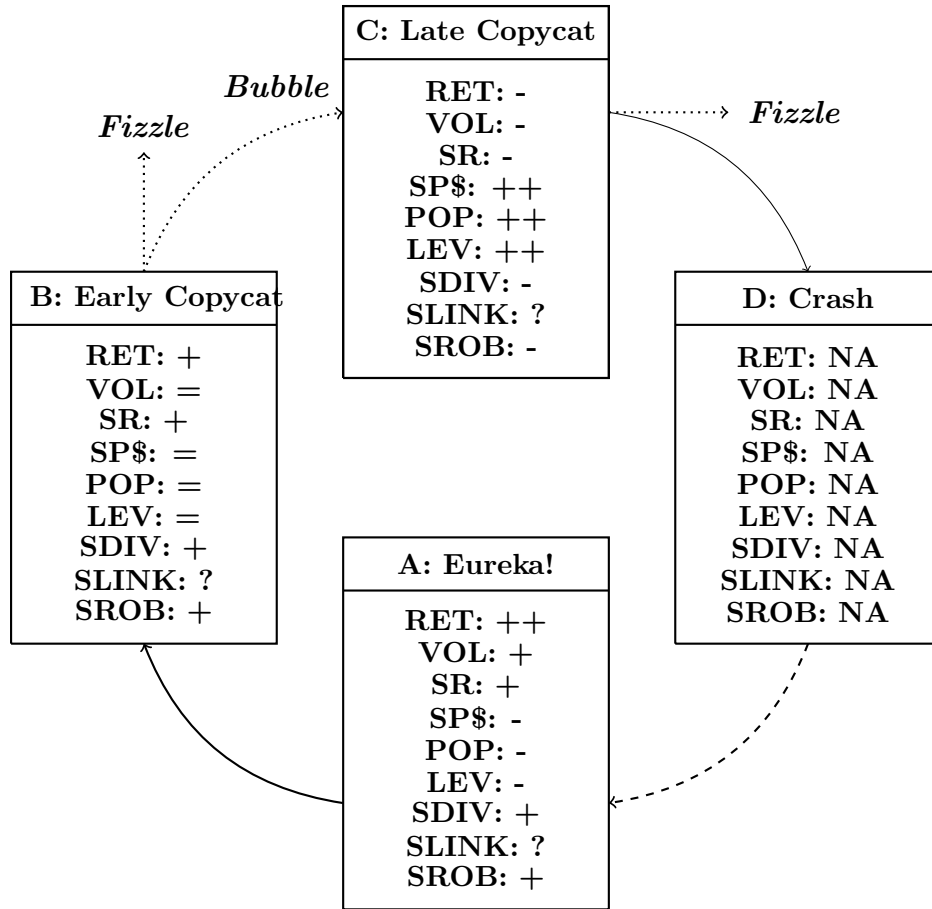 C: Late Copycat
RET: -
VOL: -
SR: -
SP$: ++
POP: ++
LEV: ++
SDIV: -
SLINK: ?
SROB: -
Bubble
Fizzle
Fizzle
B: Early Copycat
RET: +
VOL: =
SR: +
SP$: =
POP: =
LEV: =
SDIV: +
SLINK: ?
SROB: +
D: Crash
RET: NA
VOL: NA
SR: NA
SP$: NA
POP: NA
LEV: NA
SDIV: NA
SLINK: NA
SROB: NA
A: Eureka!
RET: ++
VOL: +
SR: +
SP$: -
POP: -
LEV: -
SDIV: +
SLINK: ?
SROB: +